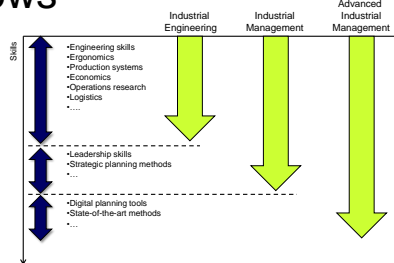 Industrial
Engineering
Industrial
Management
Advanced
Industrial
Management
Skills
•Engineering skills
•Ergonomics
•Production systems
•Economics
•Operations research
•Logistics
•….
•Leadership skills
•Strategic planning methods
•…
•Digital planning tools
•State-of-the-art methods
•…